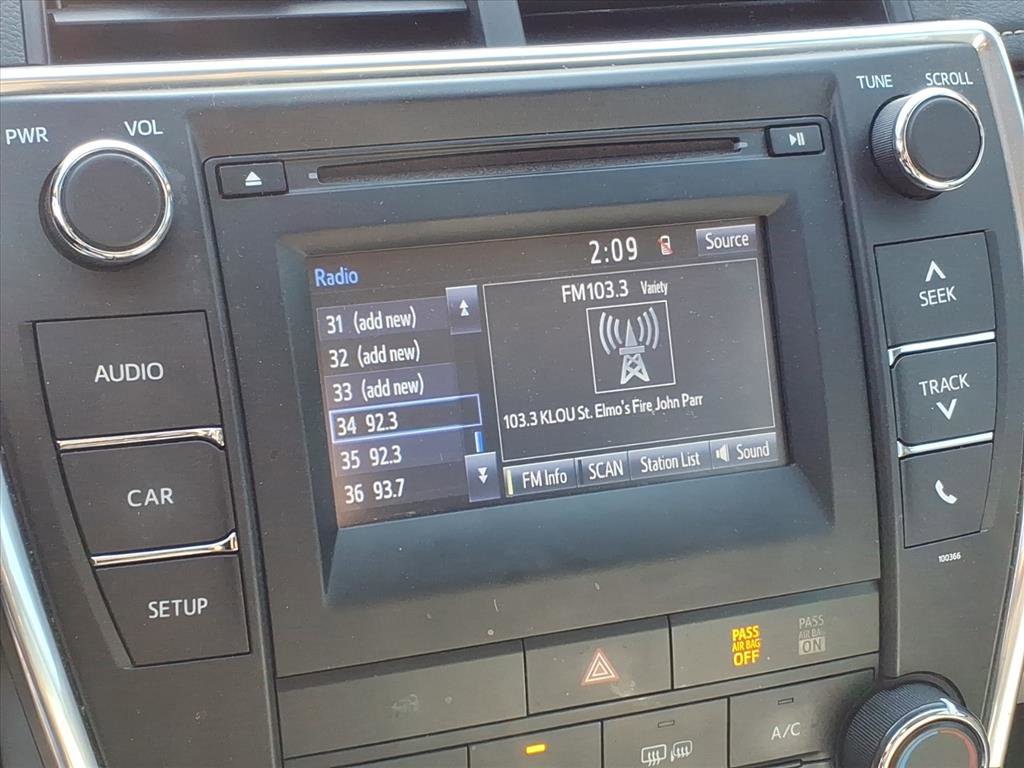 PWR
VOL
TUNE
SCROLL
2:09
Source
Radio
31 (add new)
32 (add new)
33 (add new)
34 92.3
35 92.3
36 93.7
FM103.3 Variety
103.3 KLOU St. Elmo's Fire John Parr
FM Info
SCAN
Station List
Sound
AUDIO
CAR
SETUP
SEEK
TRACK
100366
PASS
AIR BAG
OFF
PASS
AIR BAG
ON
A/C